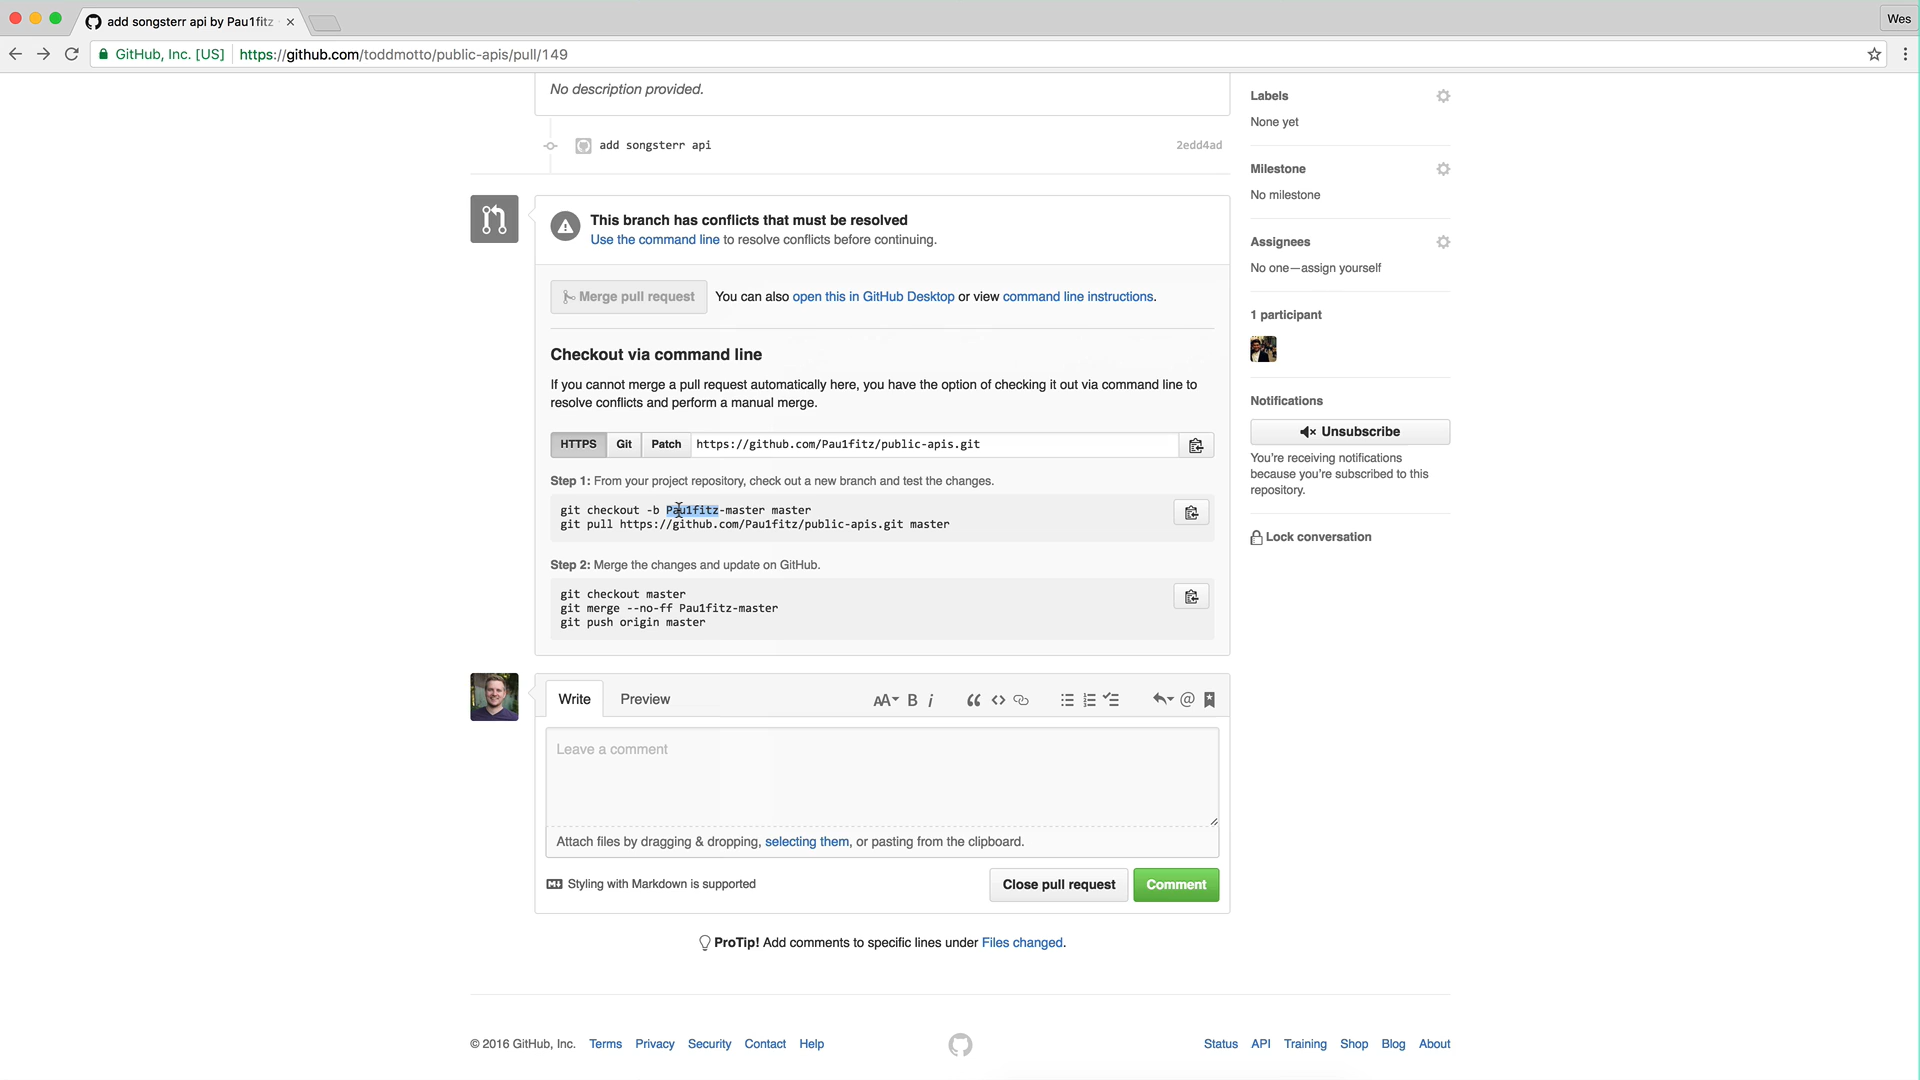 add songsterr api by Pau1fitz
Wes
GitHub, Inc. [US]
https://github.com/toddmotto/public-apis/pull/149
No description provided.
add songsterr api
2edd4ad
This branch has conflicts that must be resolved
Use the command line to resolve conflicts before continuing.
Merge pull request
You can also open this in GitHub Desktop or view command line instructions.
Checkout via command line
If you cannot merge a pull request automatically here, you have the option of checking it out via command line to
resolve conflicts and perform a manual merge.
HTTPS Git Patch https://github.com/Pau1fitz/public-apis.git
Step 1: From your project repository, check out a new branch and test the changes.
git checkout -b Pau1fitz-master master
git pull https://github.com/Pau1fitz/public-apis.git master
Step 2: Merge the changes and update on GitHub.
git checkout master
git merge --no-ff Pau1fitz-master
git push origin master
Write
Preview
AA B i
Leave a comment
Attach files by dragging & dropping, selecting them, or pasting from the clipboard.
Styling with Markdown is supported
Close pull request
Comment
ProTip! Add comments to specific lines under Files changed.
Labels
None yet
Milestone
No milestone
Assignees
No one—assign yourself
1 participant
Notifications
Unsubscribe
You're receiving notifications
because you're subscribed to this
repository.
Lock conversation
© 2016 GitHub, Inc. Terms Privacy Security Contact Help
Status API Training Shop Blog About